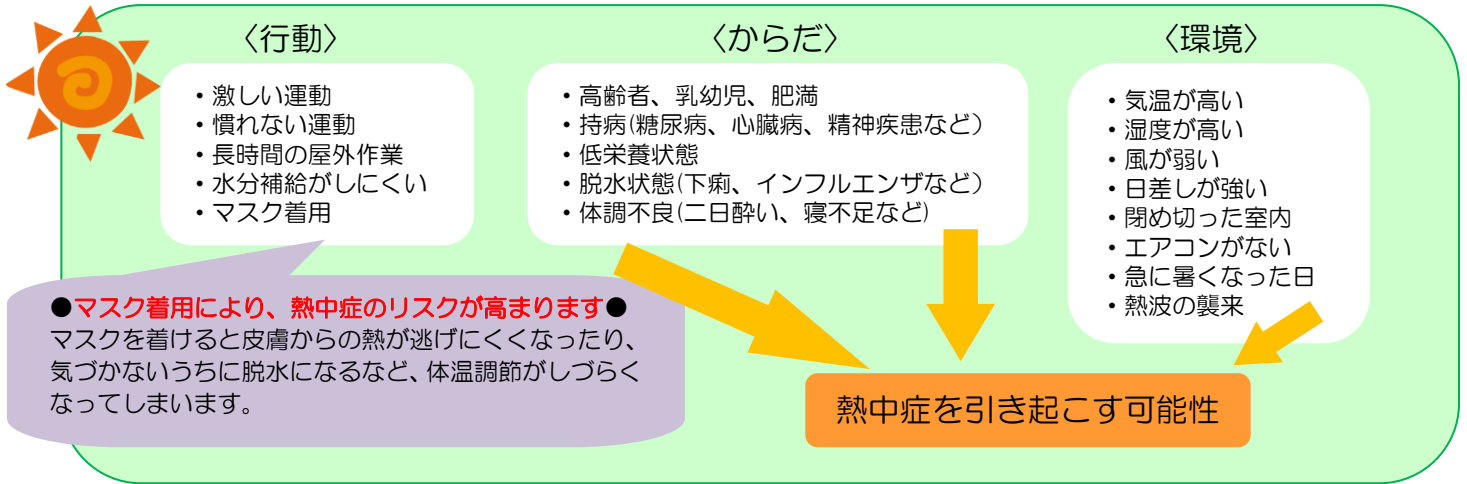 〈行動〉
・激しい運動
・慣れない運動
・長時間の屋外作業
・水分補給がしにくい
・マスク着用
〈からだ〉
・高齢者、乳幼児、肥満
・持病(糖尿病、心臓病、精神疾患など)
・低栄養状態
・脱水状態(下痢、インフルエンザなど)
・体調不良(二日酔い、寝不足など)
〈環境〉
・気温が高い
・湿度が高い
・風が弱い
・日差しが強い
・閉め切った室内
・エアコンがない
・急に暑くなった日
・熱波の襲来
●マスク着用により、熱中症のリスクが高まります●
マスクを着けると皮膚からの熱が逃げにくくなったり、
気づかないうちに脱水になるなど、体温調節がしづらく
なってしまいます。
熱中症を引き起こす可能性